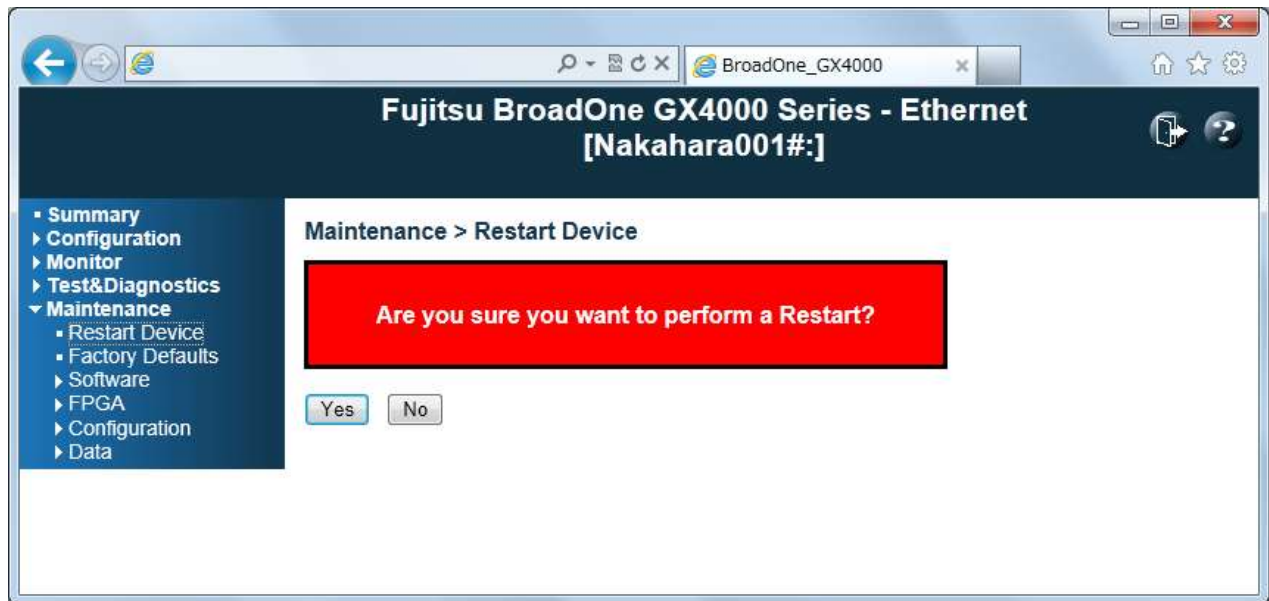 BroadOne_GX4000
Fujitsu BroadOne GX4000 Series - Ethernet
[Nakahara001#:]
Summary
Configuration
Monitor
Test&Diagnostics
Maintenance
Restart Device
Factory Defaults
Software
FPGA
Configuration
Data
Maintenance > Restart Device
Are you sure you want to perform a Restart?
Yes No